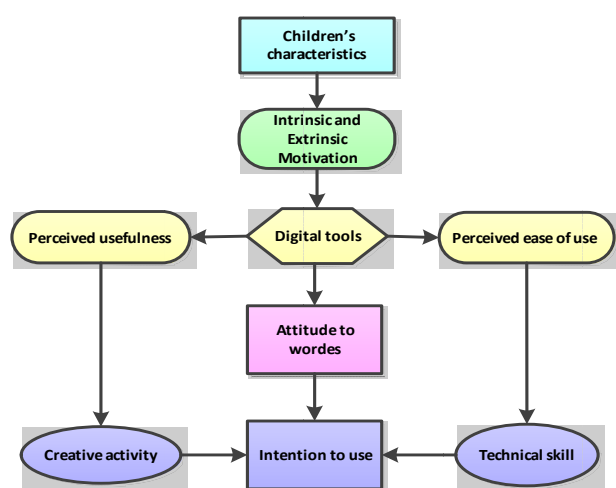 Children's
characteristics
Intrinsic and
Extrinsic
Motivation
Perceived usefulness
Digital tools
Perceived ease of use
Attitude to
wordes
Creative activity
Intention to use
Technical skill